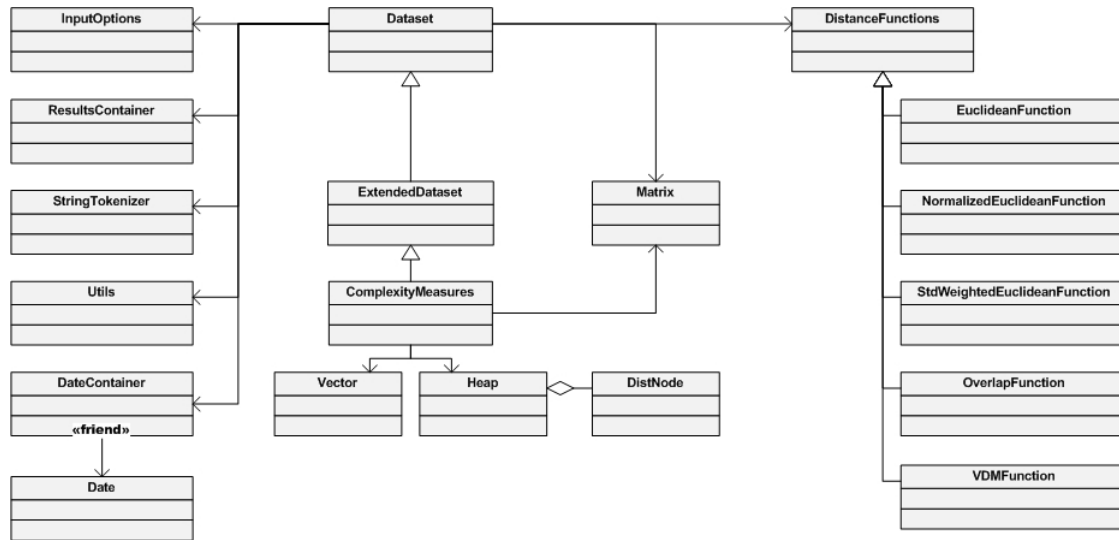 InputOptions
Dataset
DistanceFunctions
ResultsContainer
EuclideanFunction
StringTokenizer
ExtendedDataset
Matrix
NormalizedEuclideanFunction
Utils
ComplexityMeasures
StdWeightedEuclideanFunction
DateContainer
Vector
Heap
DistNode
OverlapFunction
«friend»
Date
VDMFunction